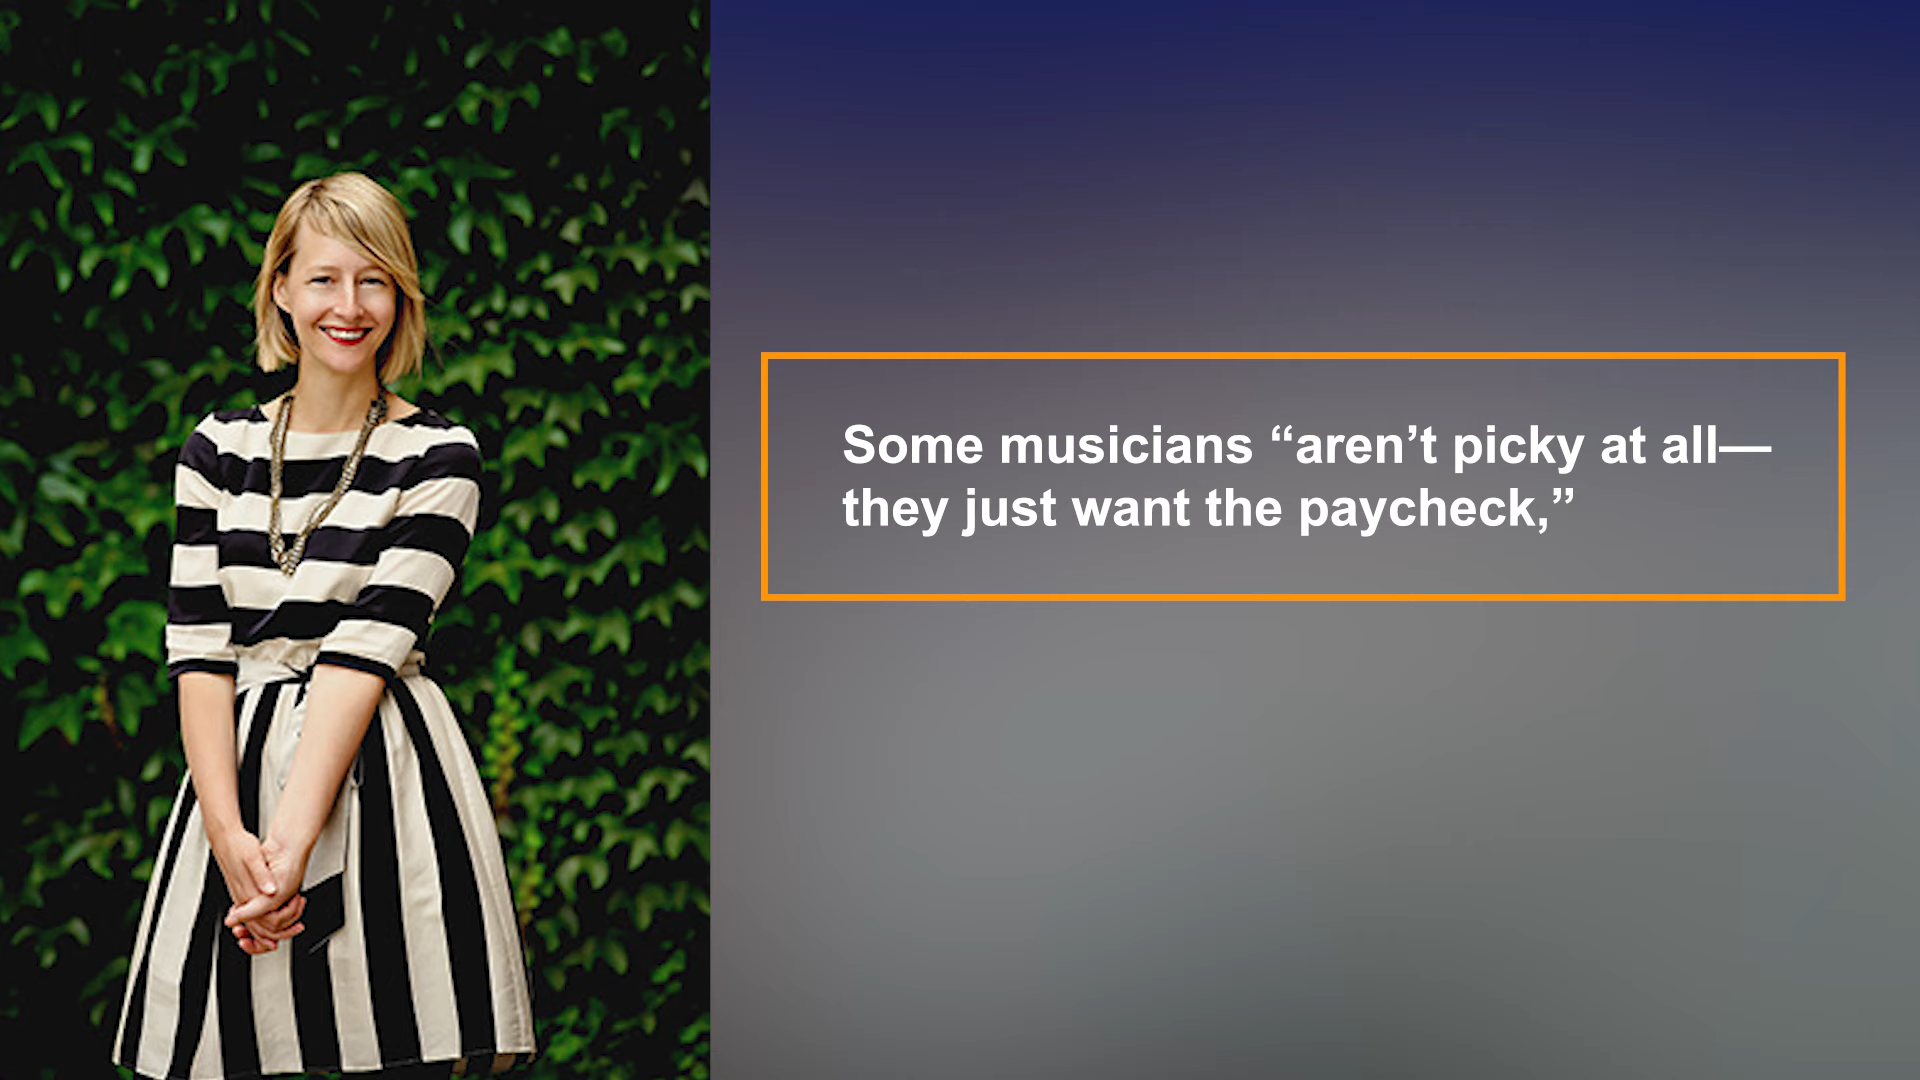 Some musicians “aren’t picky at all—
they just want the paycheck,”